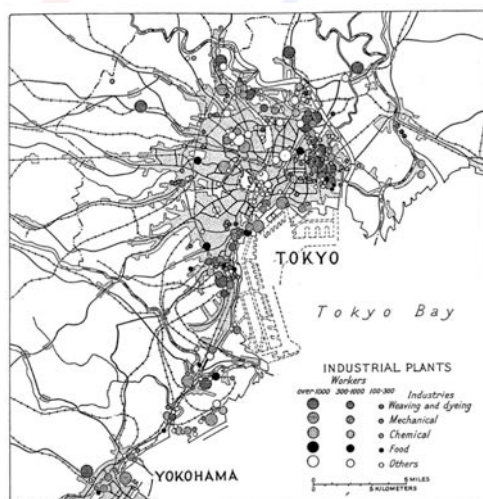 TOKYO
Tokyo Bay
INDUSTRIAL PLANTS
Workers
over-1000 300-1000 100-300 Industries
Weaving and dyeing
Mechanical
Chemical
Food
Others
0 5 MILES
5 KILOMETERS
YOKOHAMA